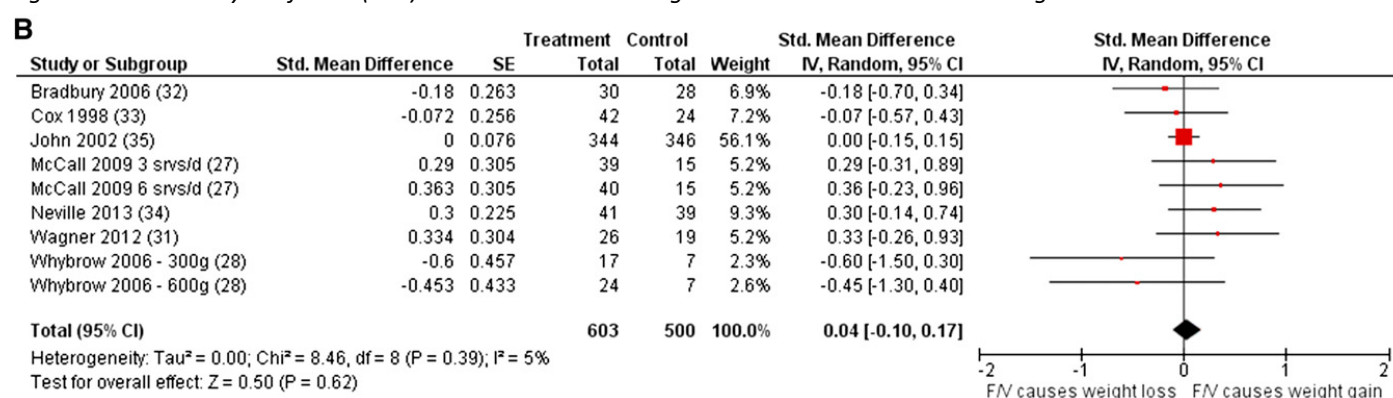 B
Treatment Control Std. Mean Difference Std. Mean Difference
Study or Subgroup Std. Mean Difference SE Total Total Weight IV, Random, 95% CI IV, Random, 95% CI
Bradbury 2006 (32) -0.18 0.263 30 28 6.9% -0.18 [-0.70, 0.34]
Cox 1998 (33) -0.072 0.256 42 24 7.2% -0.07 [-0.57, 0.43]
John 2002 (35) 0 0.076 344 346 56.1% 0.00 [-0.15, 0.15]
McCall 2009 3 srvs/d (27) 0.29 0.305 39 15 5.2% 0.29 [-0.31, 0.89]
McCall 2009 6 srvs/d (27) 0.363 0.305 40 15 5.2% 0.36 [-0.23, 0.96]
Neville 2013 (34) 0.3 0.225 41 39 9.3% 0.30 [-0.14, 0.74]
Wagner 2012 (31) 0.334 0.304 26 19 5.2% 0.33 [-0.26, 0.93]
Whybrow 2006 - 300g (28) -0.6 0.457 17 7 2.3% -0.60 [-1.50, 0.30]
Whybrow 2006 - 600g (28) -0.453 0.433 24 7 2.6% -0.45 [-1.30, 0.40]
Total (95% CI) 603 500 100.0% 0.04 [-0.10, 0.17]
Heterogeneity: Tau² = 0.00; Chi² = 8.46, df = 8 (P = 0.39); I² = 5%
Test for overall effect: Z = 0.50 (P = 0.62)
-2 -1 0 1 2
F/V causes weight loss F/V causes weight gain